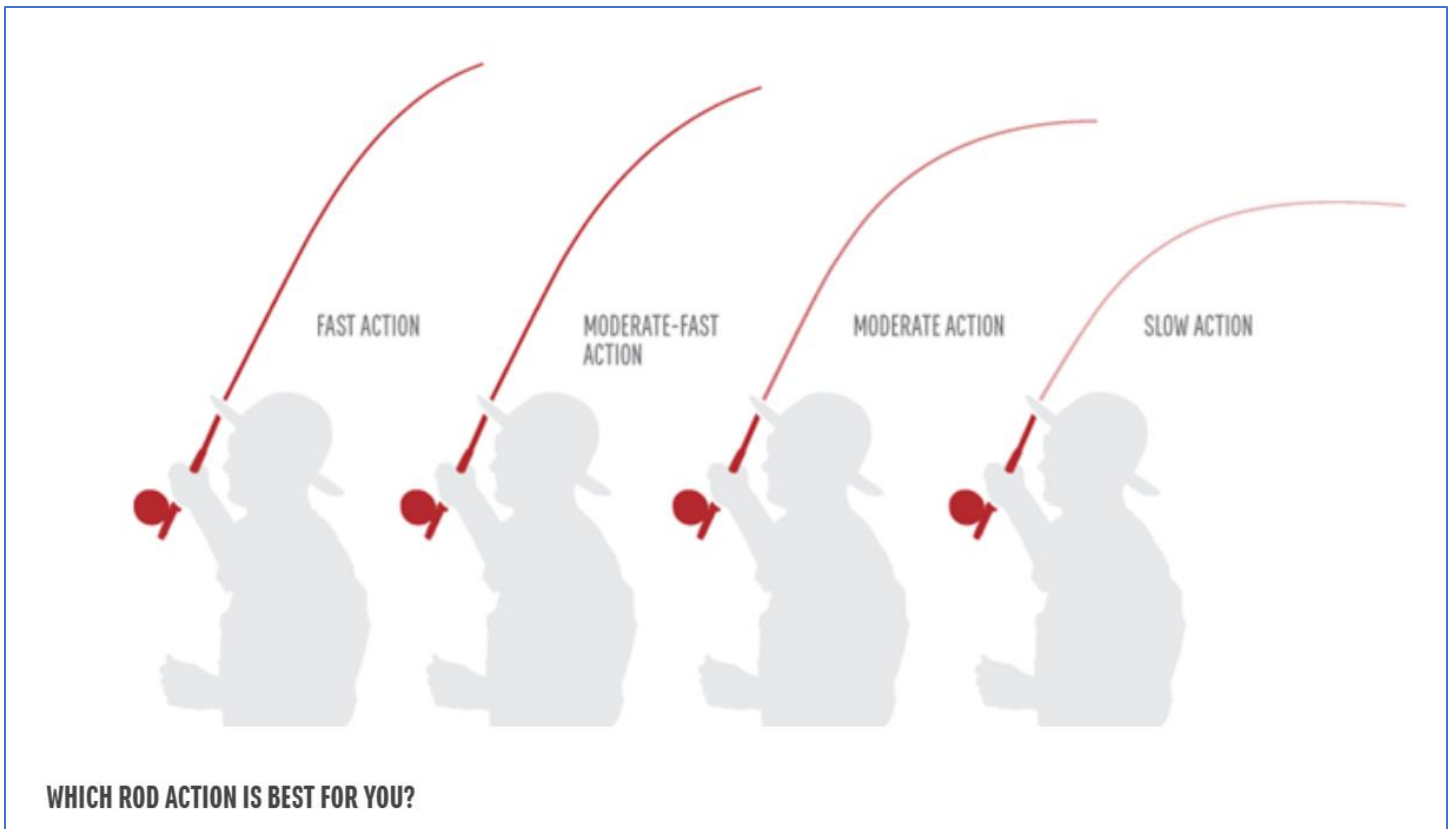 FAST ACTION
MODERATE-FAST
ACTION
MODERATE ACTION
SLOW ACTION
WHICH ROD ACTION IS BEST FOR YOU?